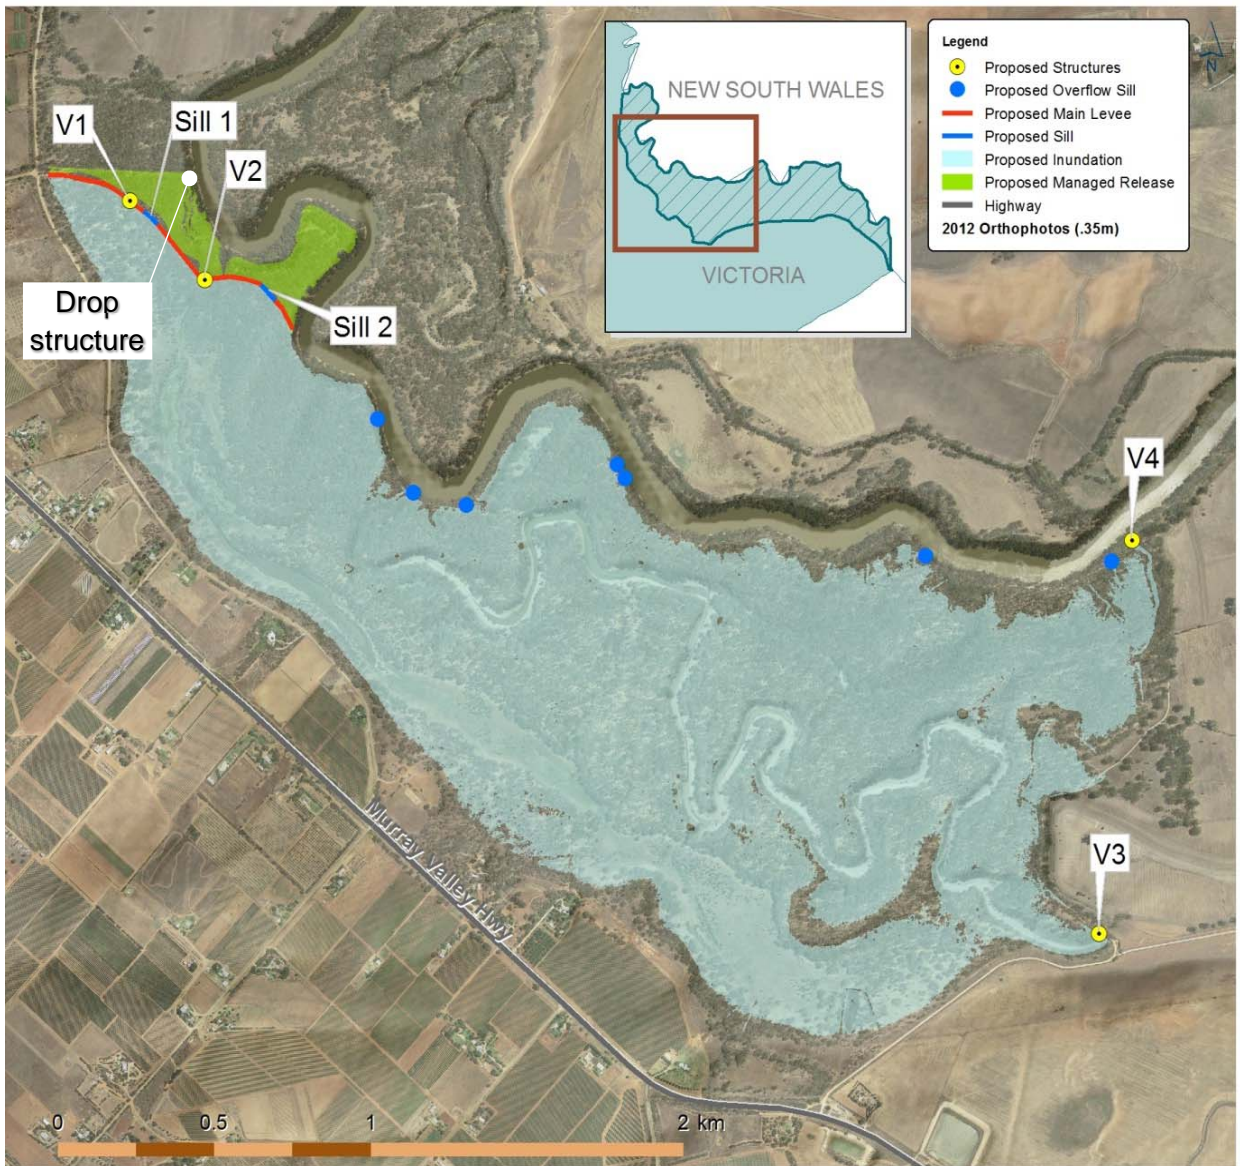 V1
Sill 1
V2
Drop
structure
Sill 2
NEW SOUTH WALES
VICTORIA
Legend
Proposed Structures
Proposed Overflow Sill
Proposed Main Levee
Proposed Sill
Proposed Inundation
Proposed Managed Release
Highway
2012 Orthophotos (.35m)
N
V4
V3
Murray Valley Hwy
0 0.5 1 2 km